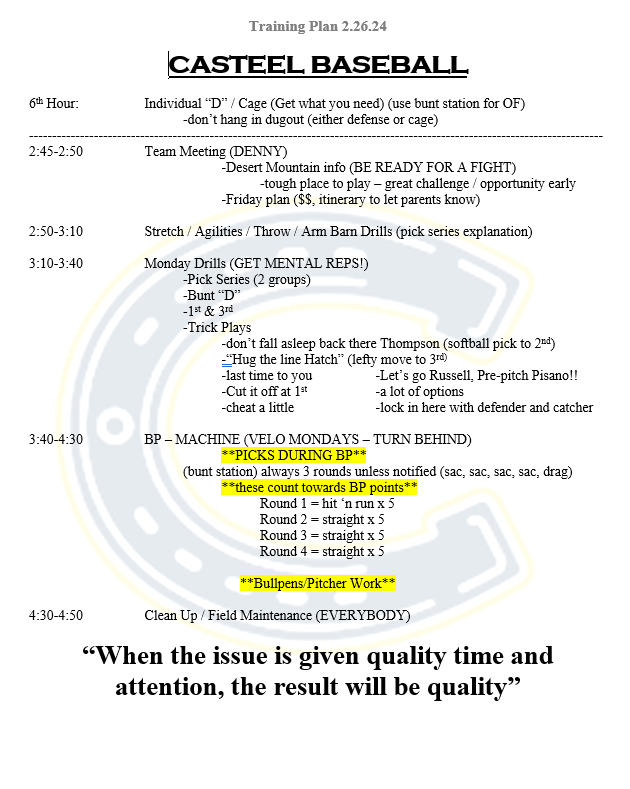 Training Plan 2.26.24
CASTEEL BASEBALL
6th Hour: Individual “D” / Cage (Get what you need) (use bunt station for OF)
-don’t hang in dugout (either defense or cage)
2:45-2:50 Team Meeting (DENNY)
-Desert Mountain info (BE READY FOR A FIGHT)
-tough place to play – great challenge / opportunity early
-Friday plan ($$, itinerary to let parents know)
2:50-3:10 Stretch / Agilities / Throw / Arm Barn Drills (pick series explanation)
3:10-3:40 Monday Drills (GET MENTAL REPS!)
-Pick Series (2 groups)
-Bunt “D”
-1st & 3rd
-Trick Plays
-don’t fall asleep back there Thompson (softball pick to 2nd)
-“Hug the line Hatch” (lefty move to 3rd)
-last time to you -Let’s go Russell, Pre-pitch Pisano!!
-Cut it off at 1st -a lot of options
-cheat a little -lock in here with defender and catcher
3:40-4:30 BP – MACHINE (VELO MONDAYS – TURN BEHIND)
**PICKS DURING BP**
(bunt station) always 3 rounds unless notified (sac, sac, sac, sac, drag)
**these count towards BP points**
Round 1 = hit ‘n run x 5
Round 2 = straight x 5
Round 3 = straight x 5
Round 4 = straight x 5
**Bullpens/Pitcher Work**
4:30-4:50 Clean Up / Field Maintenance (EVERYBODY)
“When the issue is given quality time and
attention, the result will be quality”